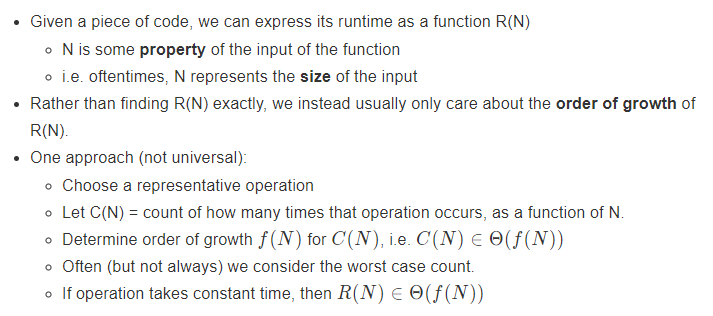 • Given a piece of code, we can express its runtime as a function R(N)
◦ N is some property of the input of the function
◦ i.e. oftentimes, N represents the size of the input
• Rather than finding R(N) exactly, we instead usually only care about the order of growth of
R(N).
• One approach (not universal):
◦ Choose a representative operation
◦ Let C(N) = count of how many times that operation occurs, as a function of N.
◦ Determine order of growth f(N) for C(N), i.e. C(N) ∈ Θ(f(N))
◦ Often (but not always) we consider the worst case count.
◦ If operation takes constant time, then R(N) ∈ Θ(f(N))